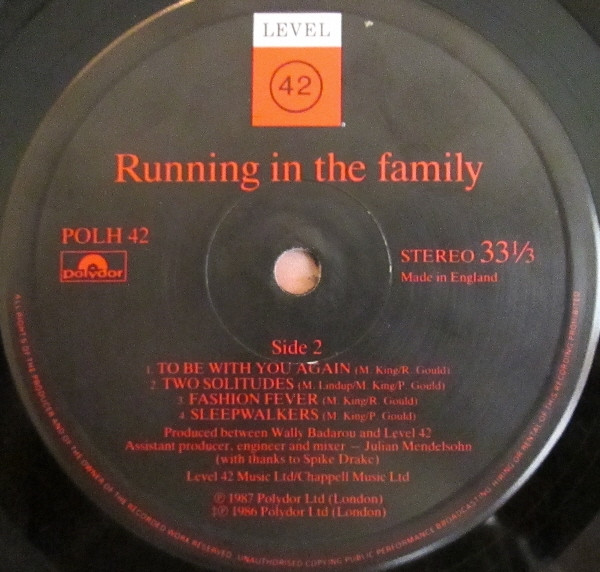 LEVEL
42
Running in the family
POLH 42
polydor
STEREO 33⅓
Made in England
Side 2
1. TO BE WITH YOU AGAIN (M. King/R. Gould)
2. TWO SOLITUDES (M. Lindup/M. King/P. Gould)
3. FASHION FEVER (M. King/R. Gould)
4. SLEEPWALKERS (M. King/P. Gould)
Produced between Wally Badarou and Level 42
Assistant producer, engineer and mixer — Julian Mendelsohn
(with thanks to Spike Drake)
Level 42 Music Ltd/Chappell Music Ltd
℗ 1987 Polydor Ltd (London)
1℗ 1986 Polydor Ltd (London)
ALL RIGHTS OF THE PRODUCER AND OF THE OWNER OF THE RECORDED WORK RESERVED. UNAUTHORISED COPYING PUBLIC PERFORMANCE BROADCASTING HIRING OR RENTAL OF THIS RECORDING PROHIBITED